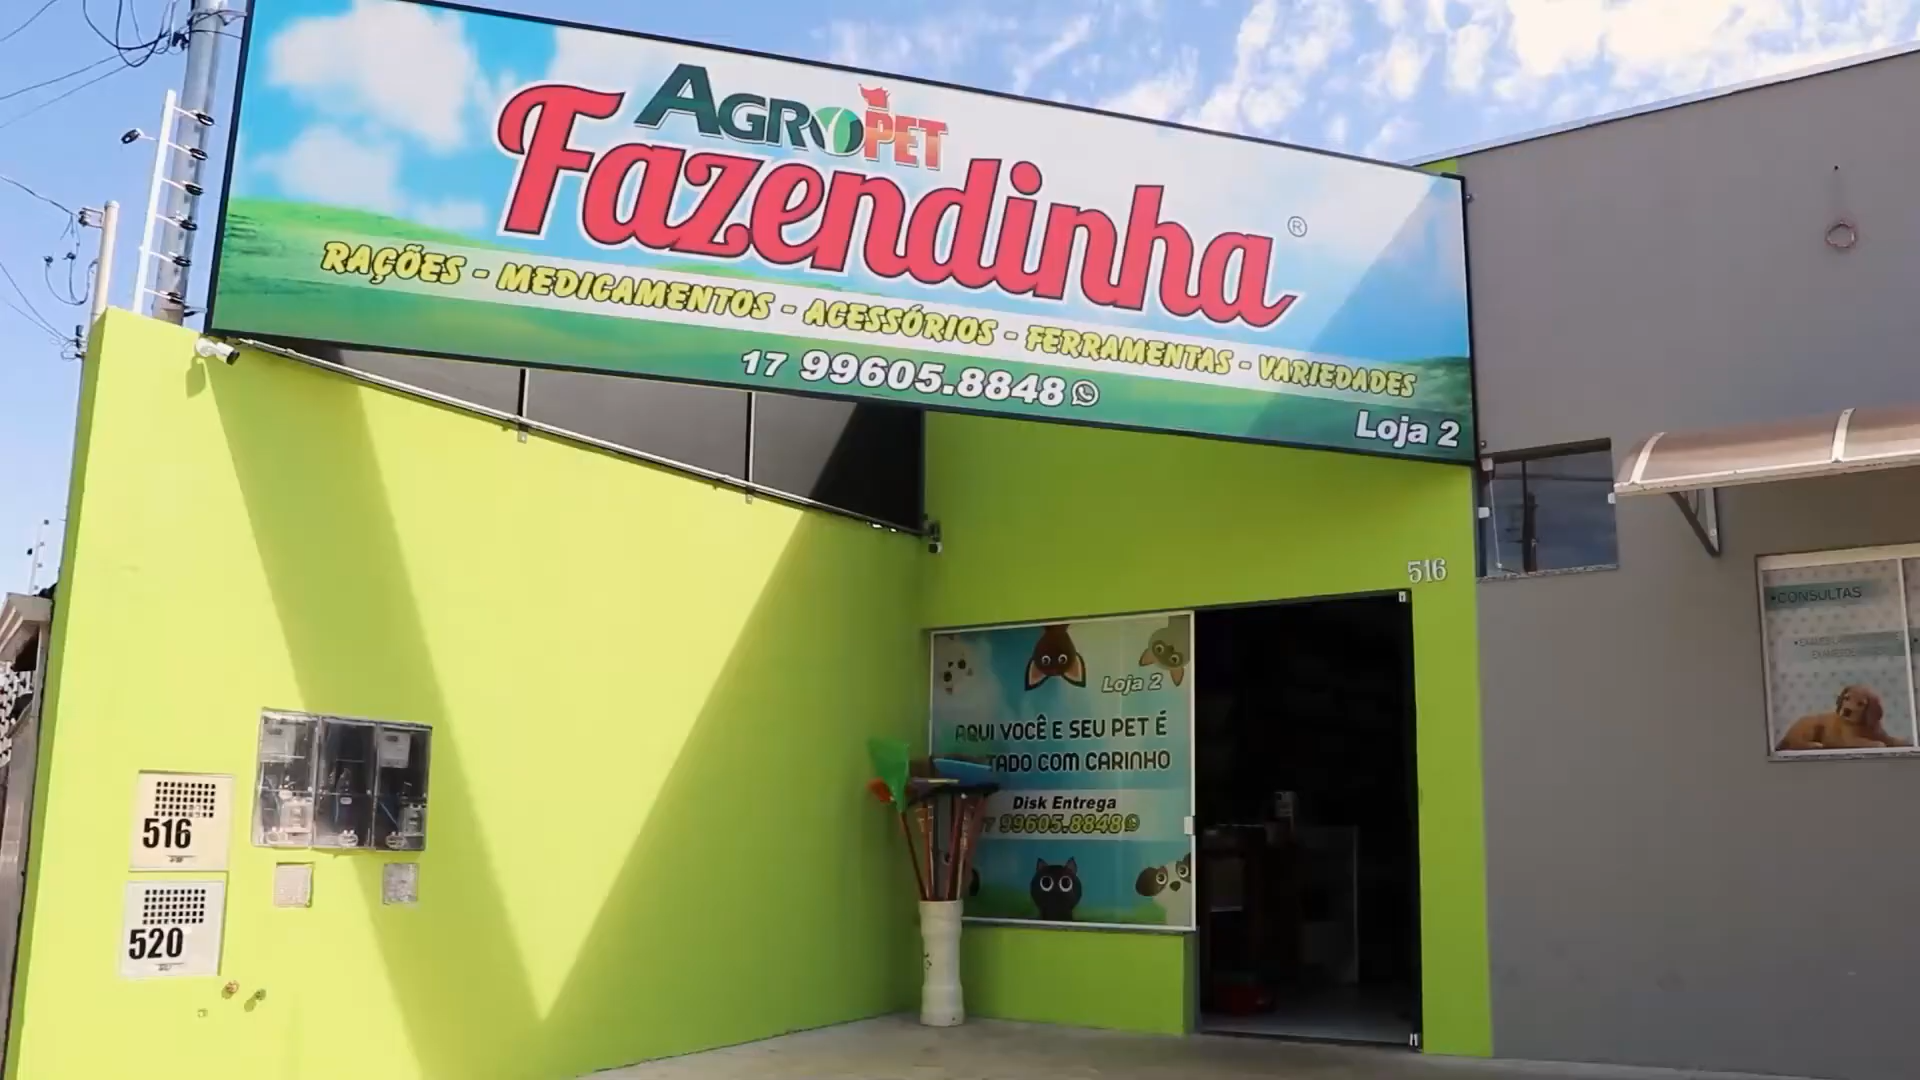 AGROPET
Fazendinha ®
RAÇÕES - MEDICAMENTOS - ACESSÓRIOS - FERRAMENTAS - VARIEDADES
17 99605.8848
Loja 2
516
Loja 2
AQUI VOCÊ E SEU PET É
TADO COM CARINHO
Disk Entrega
17 99605.8848
•CONSULTAS
516
520